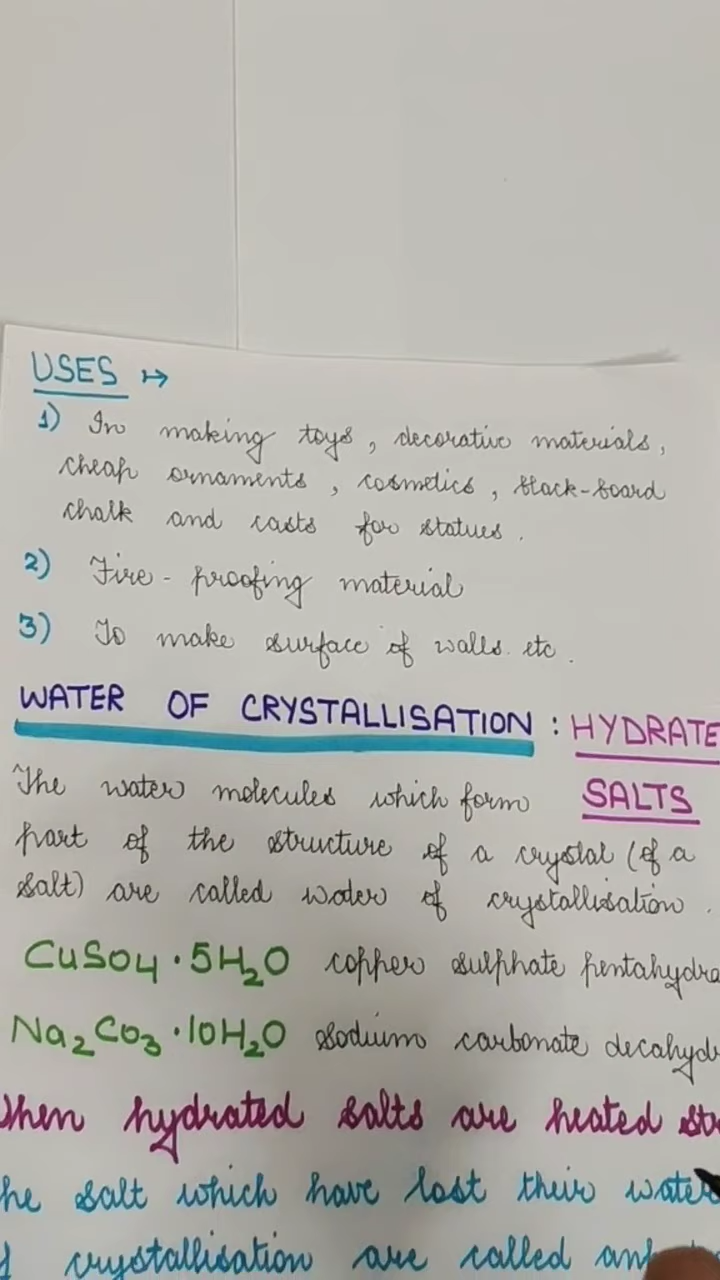 USES ↦
1) In making toys, decorative materials,
cheap ornaments, cosmetics, black-board
chalk and casts for statues.
2) Fire-proofing material
3) To make surface of walls etc.
WATER OF CRYSTALLISATION : HYDRATE
SALTS
The water molecules which form
part of the structure of a crystal (of a
salt) are called water of crystallisation.
CuSO4·5H2O copper sulphate pentahydra
Na2CO3·10H2O sodium carbonate decahyd
hen hydrated salts are heated
he salt which have lost their water
crystallisation are called